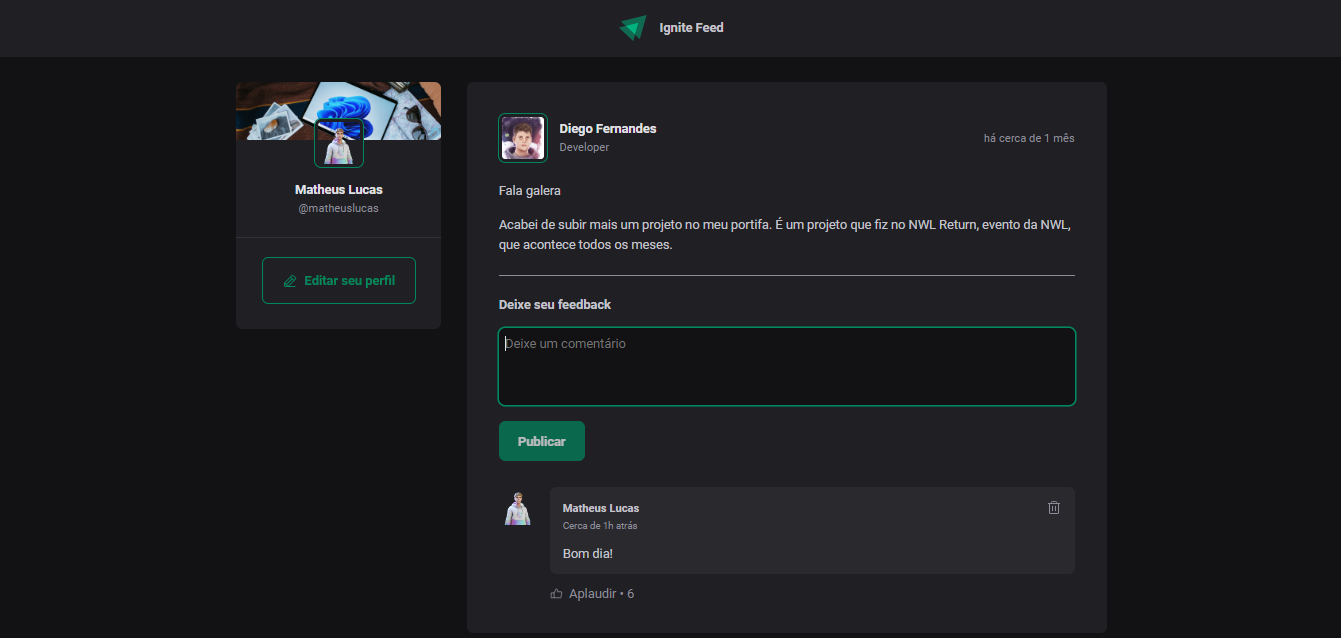 Ignite Feed
Matheus Lucas
@matheuslucas
Editar seu perfil
Diego Fernandes
Developer
há cerca de 1 mês
Fala galera
Acabei de subir mais um projeto no meu portifa. É um projeto que fiz no NWL Return, evento da NWL,
que acontece todos os meses.
Deixe seu feedback
Deixe um comentário
Publicar
Matheus Lucas
Cerca de 1h atrás
Bom dia!
Aplaudir • 6